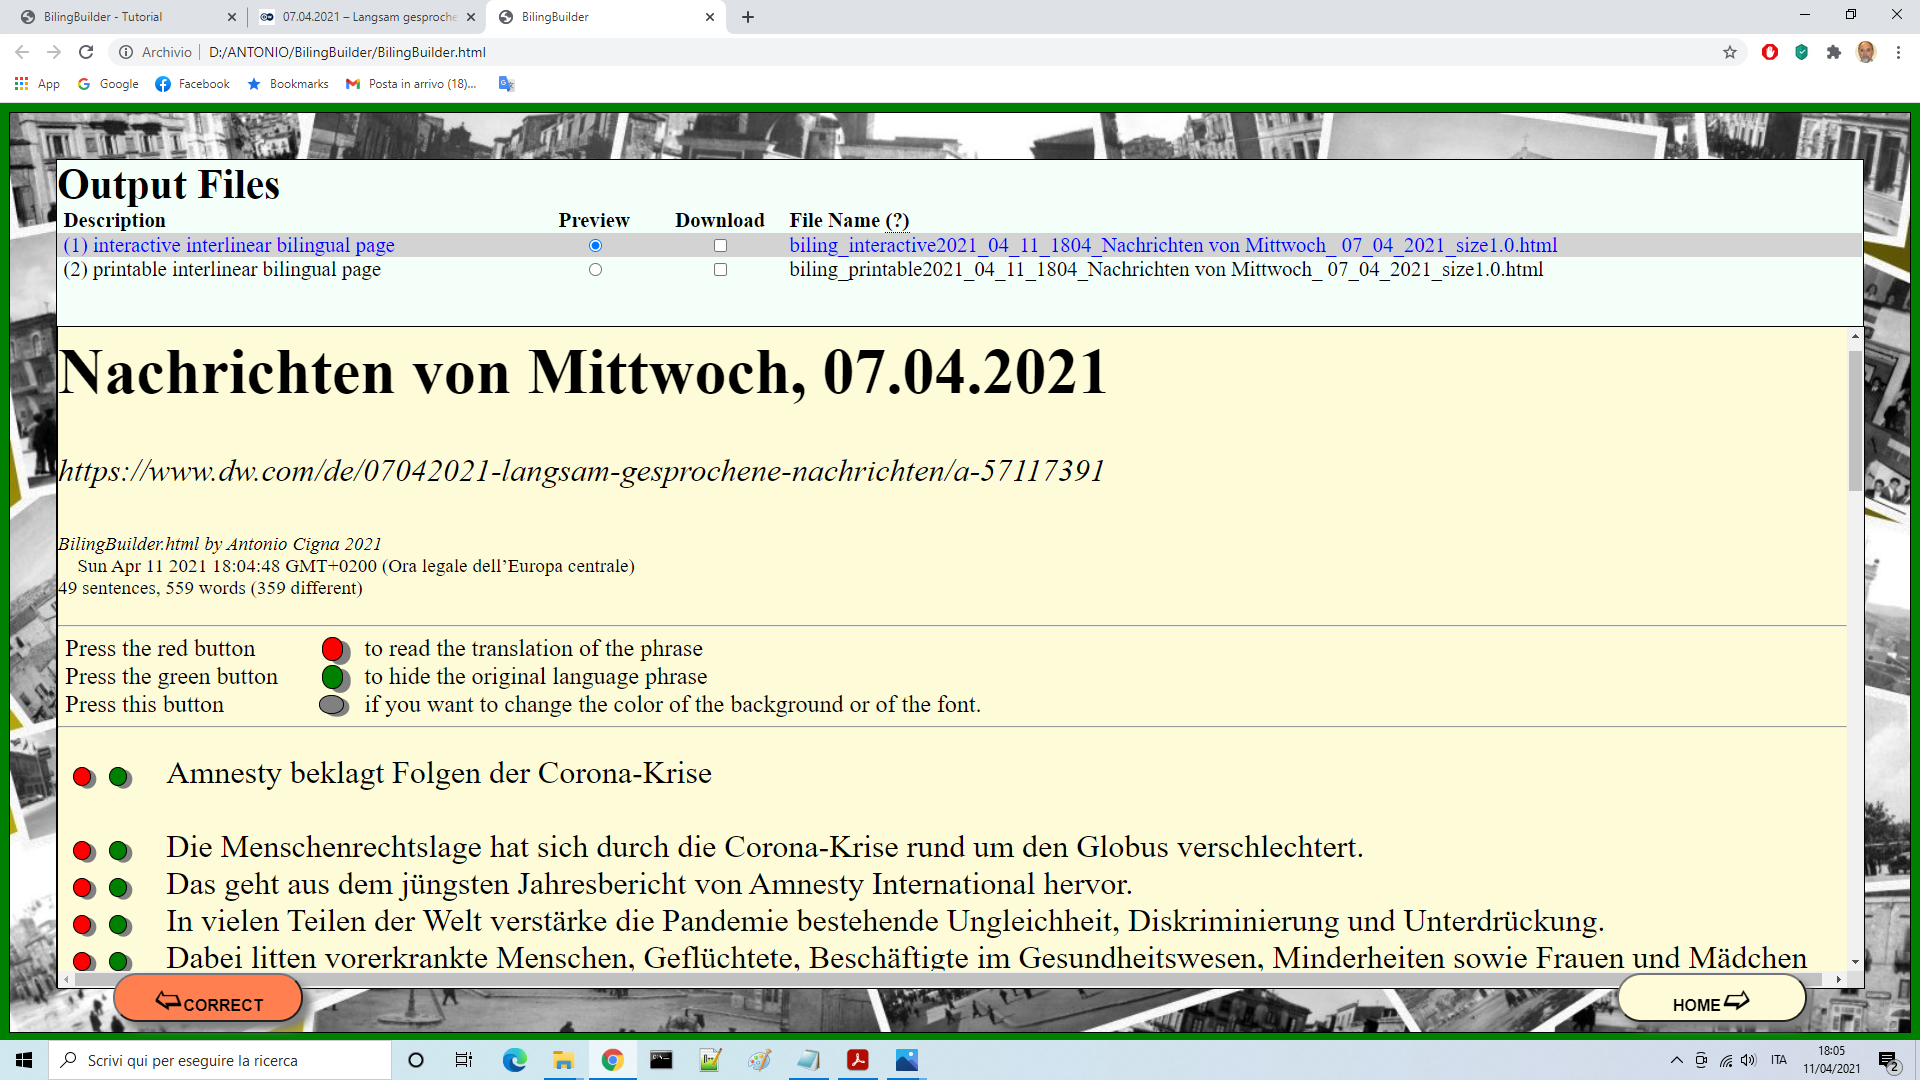 BilingBuilder - Tutorial
07.04.2021 – Langsam gesproche
BilingBuilder
Archivio
D:/ANTONIO/BilingBuilder/BilingBuilder.html
App
Google
Facebook
Bookmarks
Posta in arrivo (18)...
Output Files
Description Preview Download File Name (?)
(1) interactive interlinear bilingual page biling_interactive2021_04_11_1804_Nachrichten von Mittwoch_ 07_04_2021_size1.0.html
(2) printable interlinear bilingual page biling_printable2021_04_11_1804_Nachrichten von Mittwoch_ 07_04_2021_size1.0.html
Nachrichten von Mittwoch, 07.04.2021
https://www.dw.com/de/07042021-langsam-gesprochene-nachrichten/a-57117391
BilingBuilder.html by Antonio Cigna 2021
Sun Apr 11 2021 18:04:48 GMT+0200 (Ora legale dell’Europa centrale)
49 sentences, 559 words (359 different)
Press the red button to read the translation of the phrase
Press the green button to hide the original language phrase
Press this button if you want to change the color of the background or of the font.
Amnesty beklagt Folgen der Corona-Krise
Die Menschenrechtslage hat sich durch die Corona-Krise rund um den Globus verschlechtert.
Das geht aus dem jüngsten Jahresbericht von Amnesty International hervor.
In vielen Teilen der Welt verstärke die Pandemie bestehende Ungleichheit, Diskriminierung und Unterdrückung.
Dabei litten vorerkrankte Menschen, Geflüchtete, Beschäftigte im Gesundheitswesen, Minderheiten sowie Frauen und Mädchen
CORRECT
HOME
Scrivi qui per eseguire la ricerca
ITA
18:05
11/04/2021
2